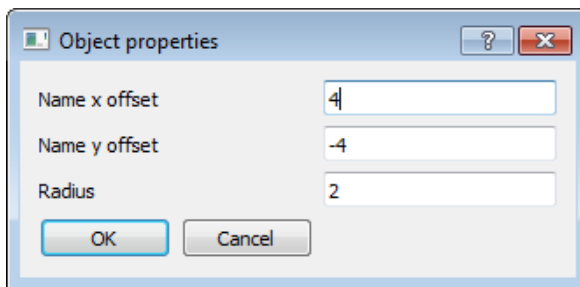 Object properties
Name x offset 4
Name y offset -4
Radius 2
OK Cancel